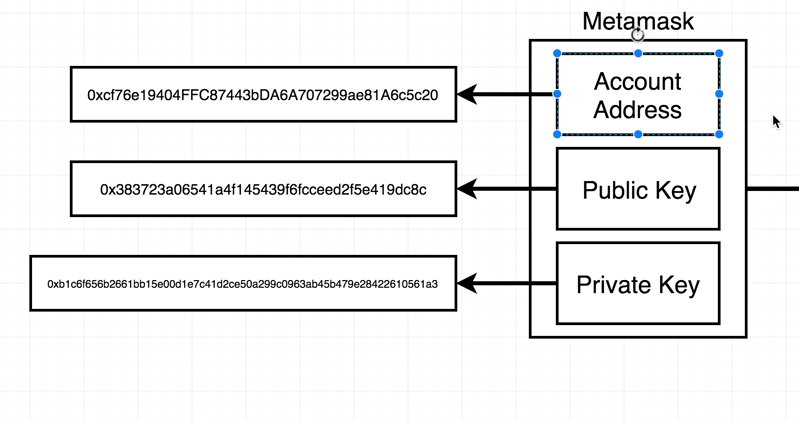 Metamask
0xcf76e19404FFC87443bDA6A707299ae81A6c5c20
Account
Address
0x383723a06541a4f145439f6fcceed2f5e419dc8c
Public Key
0xb1c6f656b2661bb15e00d1e7c41d2ce50a299c0963ab45b479e28422610561a3
Private Key